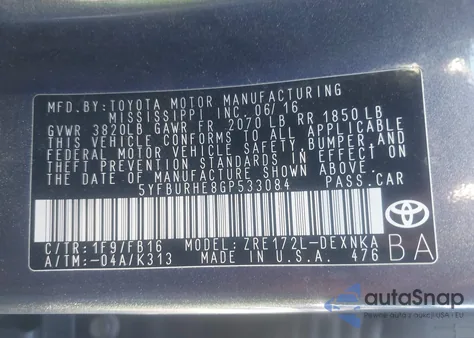 MFD.BY:TOYOTA MOTOR MANUFACTURING
MISSISSIPPI, INC. 06/16
GVWR 3820LB GAWR FR 2070 LB RR 1850LB
THIS VEHICLE CONFORMS TO ALL APPLICABLE
FEDERAL MOTOR VEHICLE SAFETY, BUMPER,
AND THEFT PREVENTION STANDARDS IN EFFECT ON
THE DATE OF MANUFACTURE SHOWN ABOVE.
5YFBURHE8GP533084 PASS.CAR
C/TR:1F9/FB16 MODEL:ZRE172L-DEXNKA
A/TM:-04A/K313 MADE IN U.S.A. 476
BA
autoSnap